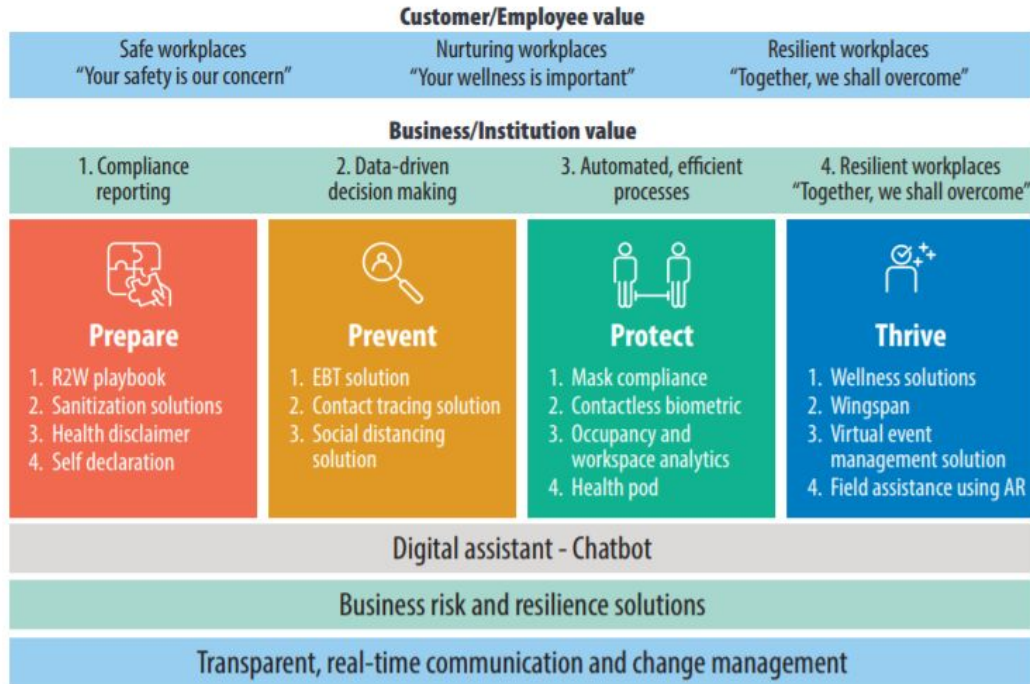 Customer/Employee value
Safe workplaces
“Your safety is our concern”
Nurturing workplaces
“Your wellness is important”
Resilient workplaces
“Together, we shall overcome”
Business/Institution value
1. Compliance
reporting
2. Data-driven
decision making
3. Automated, efficient
processes
4. Resilient workplaces
“Together, we shall overcome”
Prepare
1. R2W playbook
2. Sanitization solutions
3. Health disclaimer
4. Self declaration
Prevent
1. EBT solution
2. Contact tracing solution
3. Social distancing
solution
Protect
1. Mask compliance
2. Contactless biometric
3. Occupancy and
workspace analytics
4. Health pod
Thrive
1. Wellness solutions
2. Wingspan
3. Virtual event
management solution
4. Field assistance using AR
Digital assistant - Chatbot
Business risk and resilience solutions
Transparent, real-time communication and change management